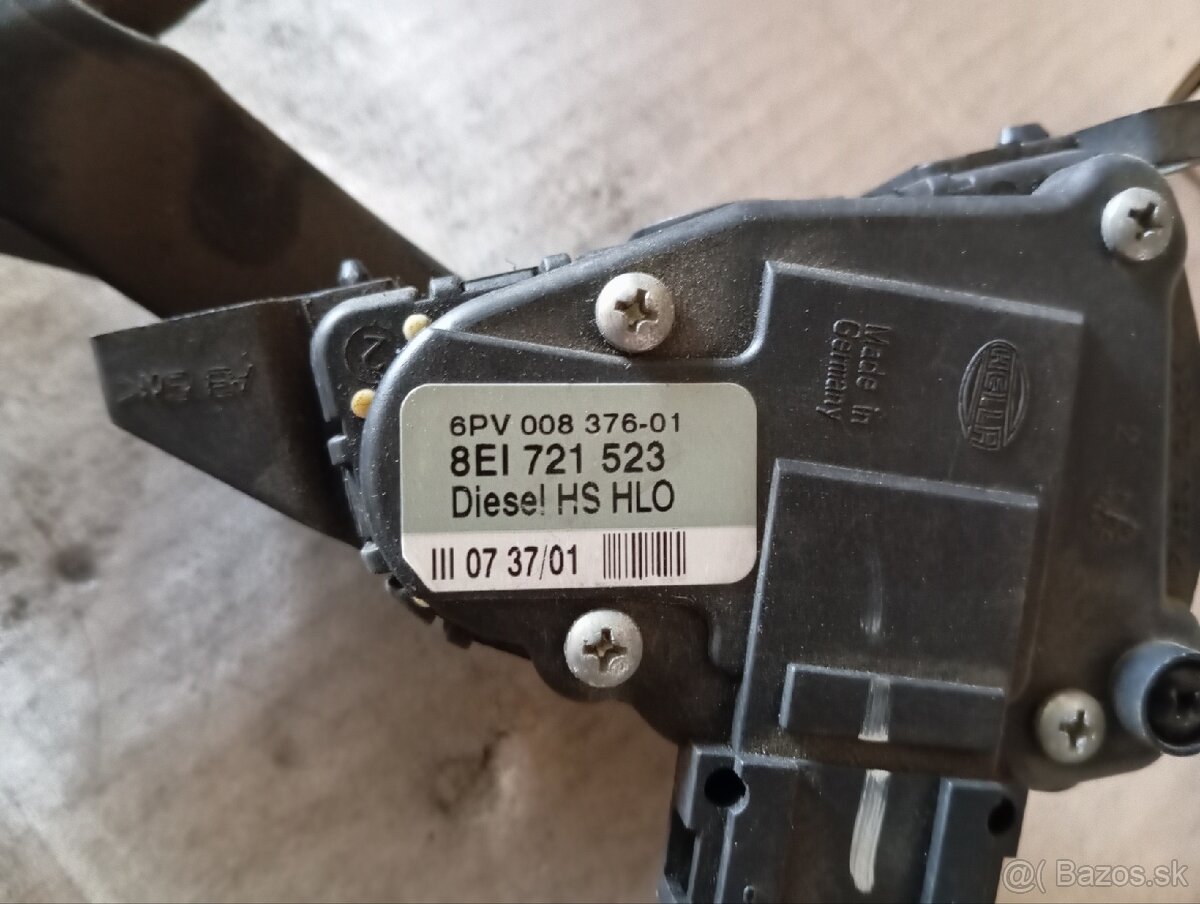 6PV 008 376-01
8EI 721 523
Diesel HS HLO
III 07 37/01
Made in
Germany
HELLA
@( Bazos.sk